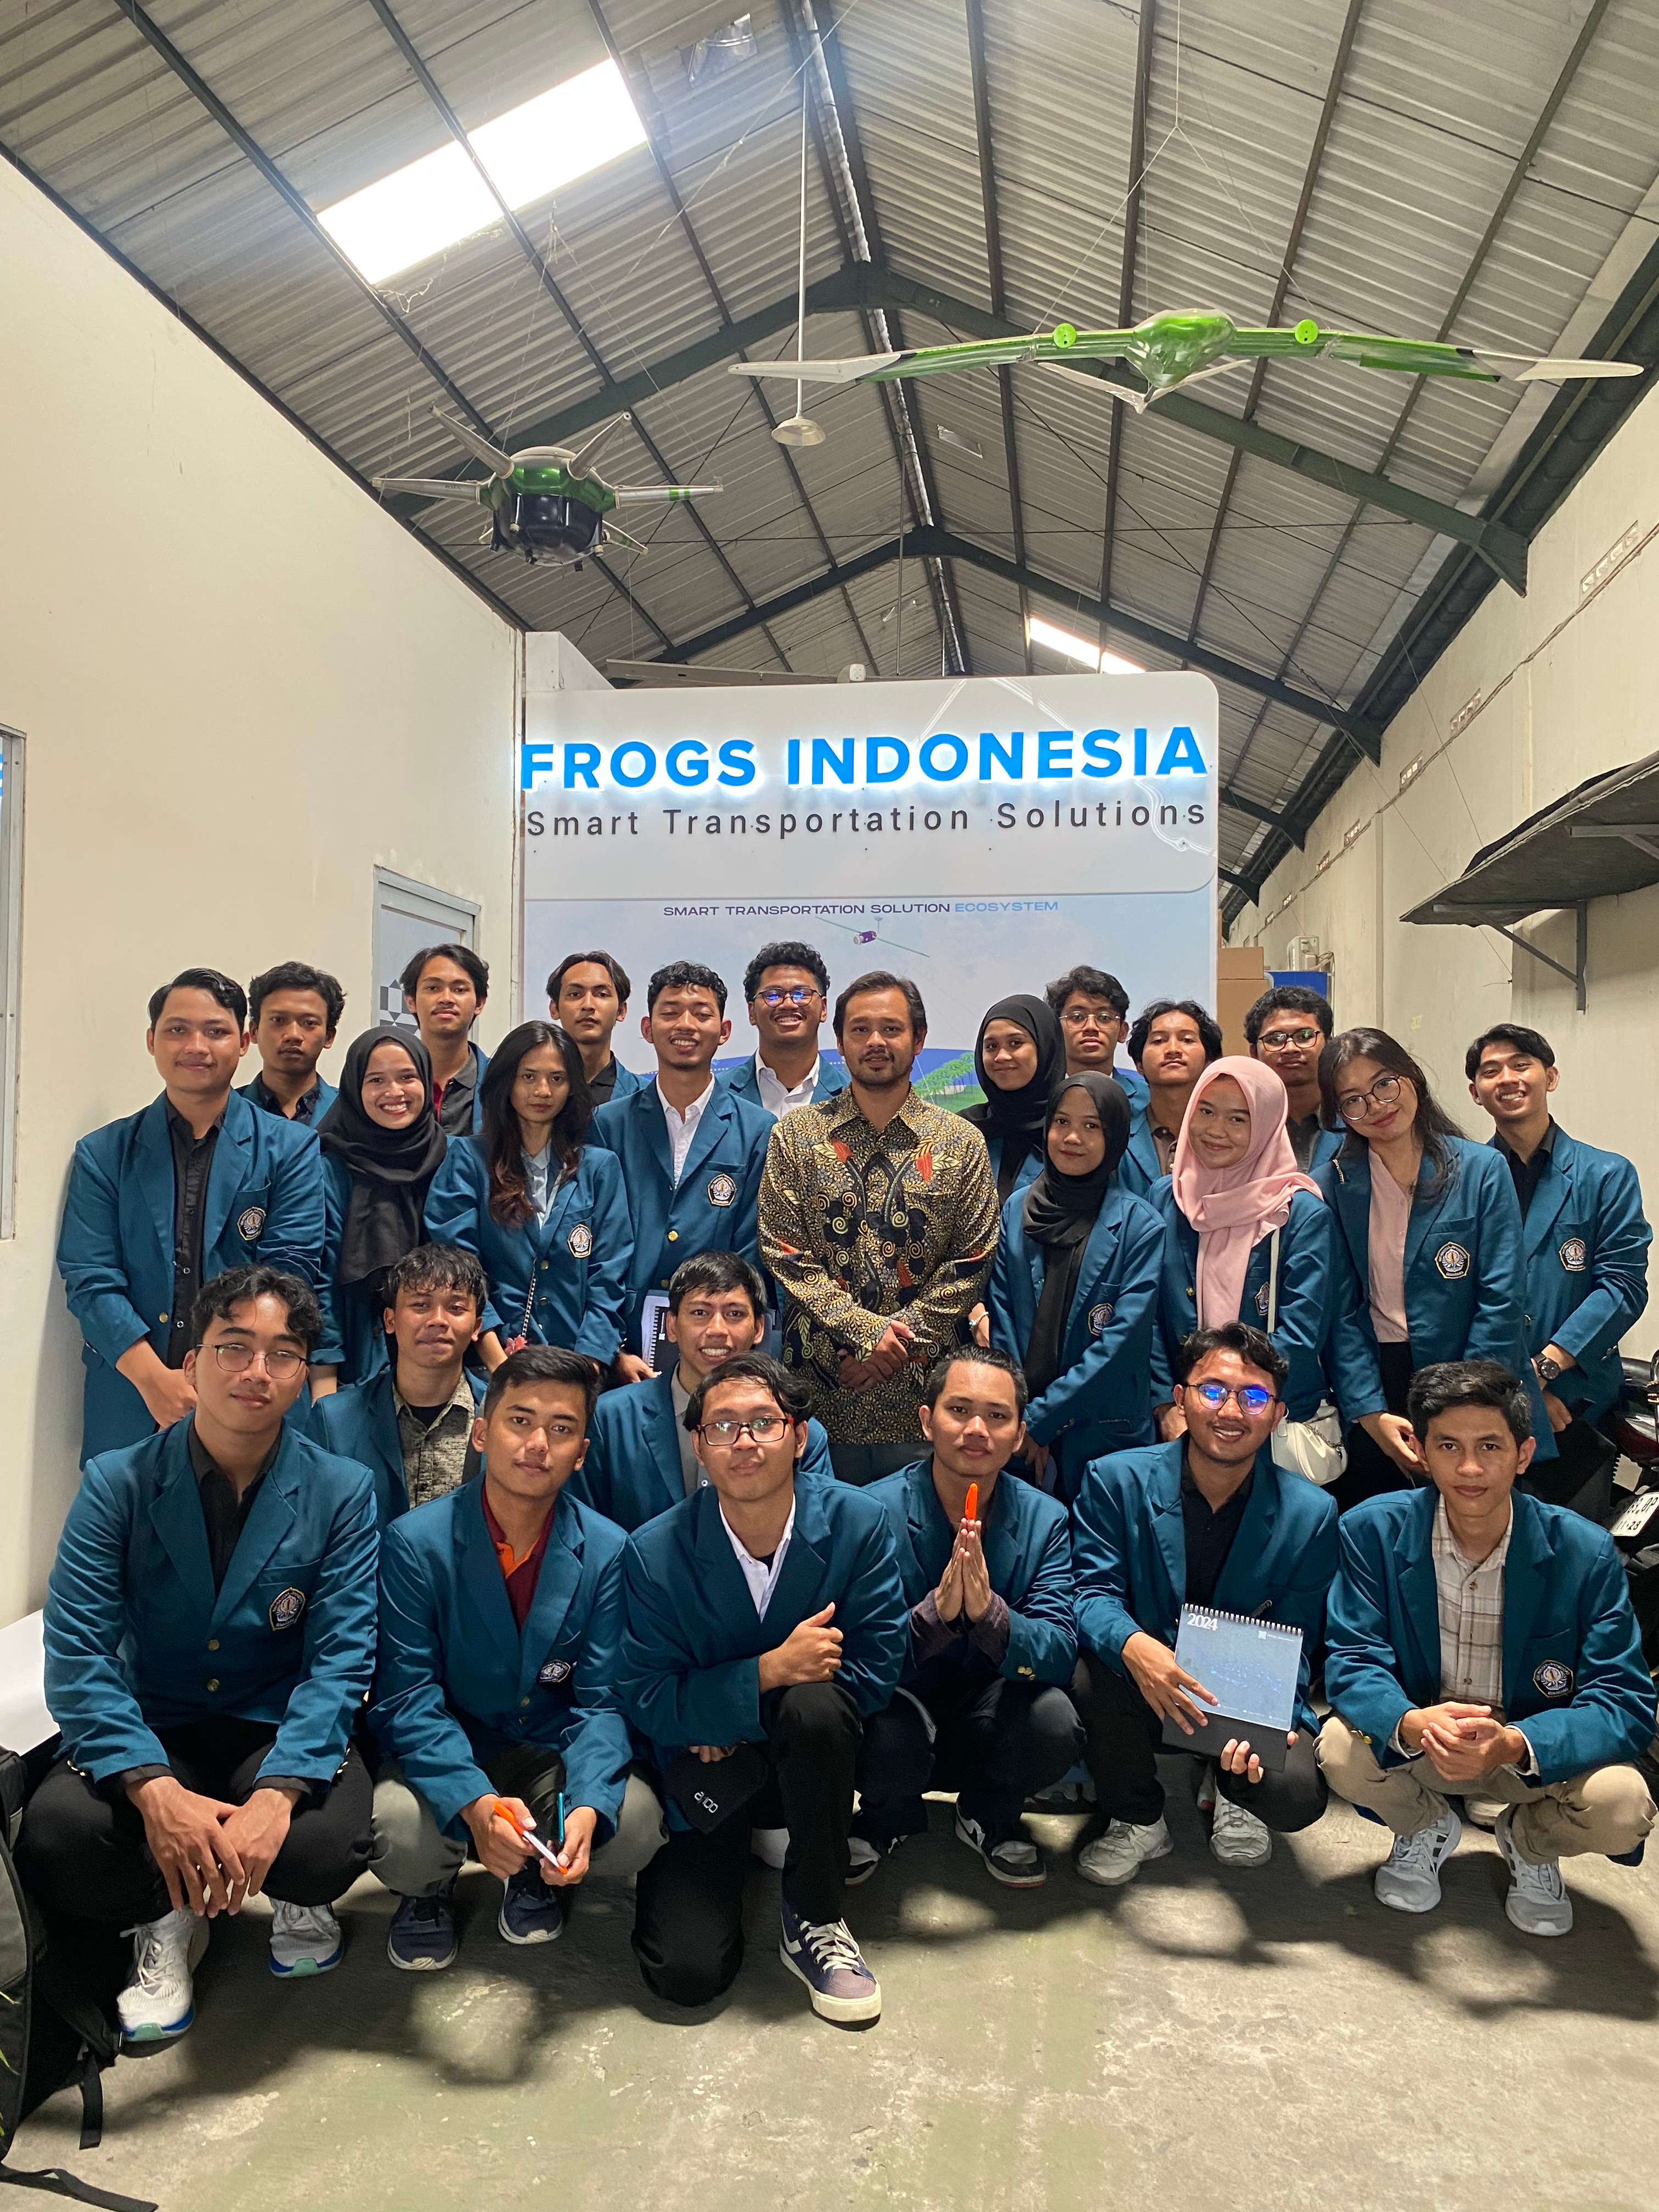 FROGS INDONESIA
Smart Transportation Solutions
SMART TRANSPORTATION SOLUTION ECOSYSTEM
2024